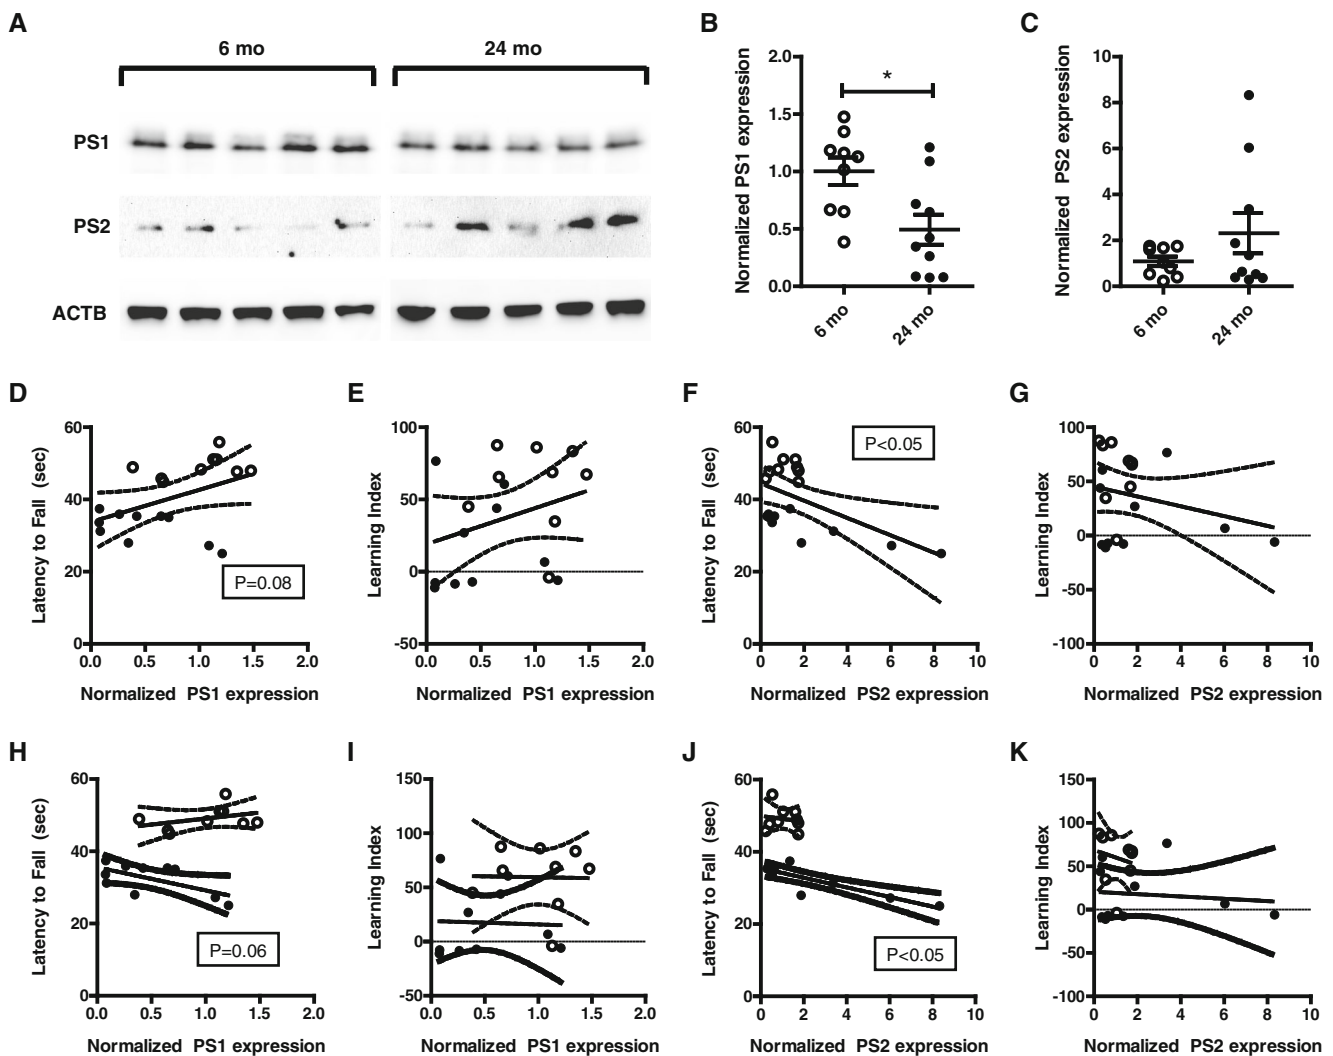 A
6 mo
24 mo
PS1
PS2
ACTB
B
Normalized PS1 expression
2.0
1.5
1.0
0.5
0.0
*
6 mo
24 mo
C
Normalized PS2 expression
10
8
6
4
2
0
6 mo
24 mo
D
Latency to Fall (sec)
60
40
20
0
P=0.08
0.0 0.5 1.0 1.5 2.0
Normalized PS1 expression
E
Learning Index
100
50
0
-50
0.0 0.5 1.0 1.5 2.0
Normalized PS1 expression
F
Latency to Fall (sec)
60
40
20
0
P<0.05
0 2 4 6 8 10
Normalized PS2 expression
G
Learning Index
100
50
0
-50
-100
0 2 4 6 8 10
Normalized PS2 expression
H
Latency to Fall (sec)
60
40
20
0
P=0.06
0.0 0.5 1.0 1.5 2.0
Normalized PS1 expression
I
Learning Index
150
100
50
0
-50
0.0 0.5 1.0 1.5 2.0
Normalized PS1 expression
J
Latency to Fall (sec)
60
40
20
0
P<0.05
0 2 4 6 8 10
Normalized PS2 expression
K
Learning Index
150
100
50
0
-50
-100
0 2 4 6 8 10
Normalized PS2 expression